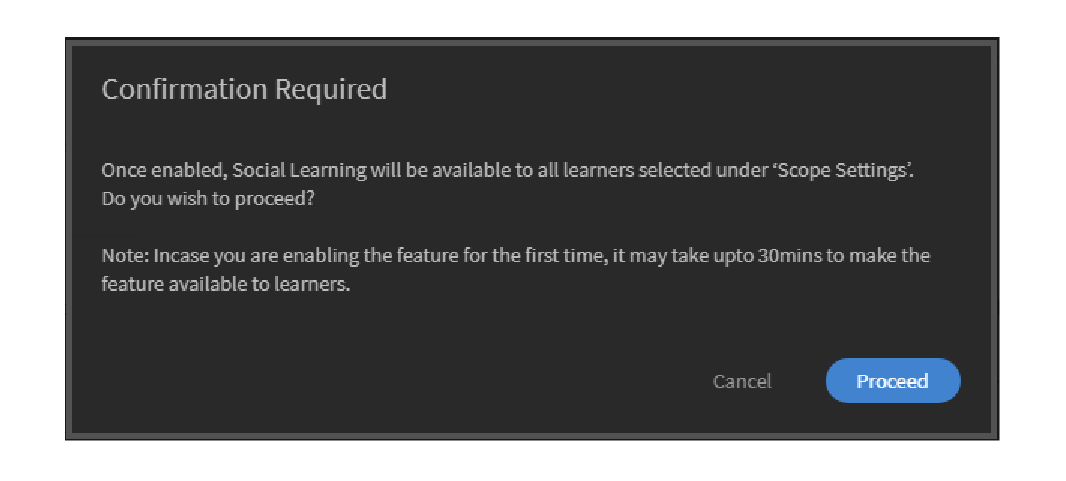 Confirmation Required
Once enabled, Social Learning will be available to all learners selected under ‘Scope Settings’.
Do you wish to proceed?
Note: Incase you are enabling the feature for the first time, it may take upto 30mins to make the
feature available to learners.
Cancel
Proceed